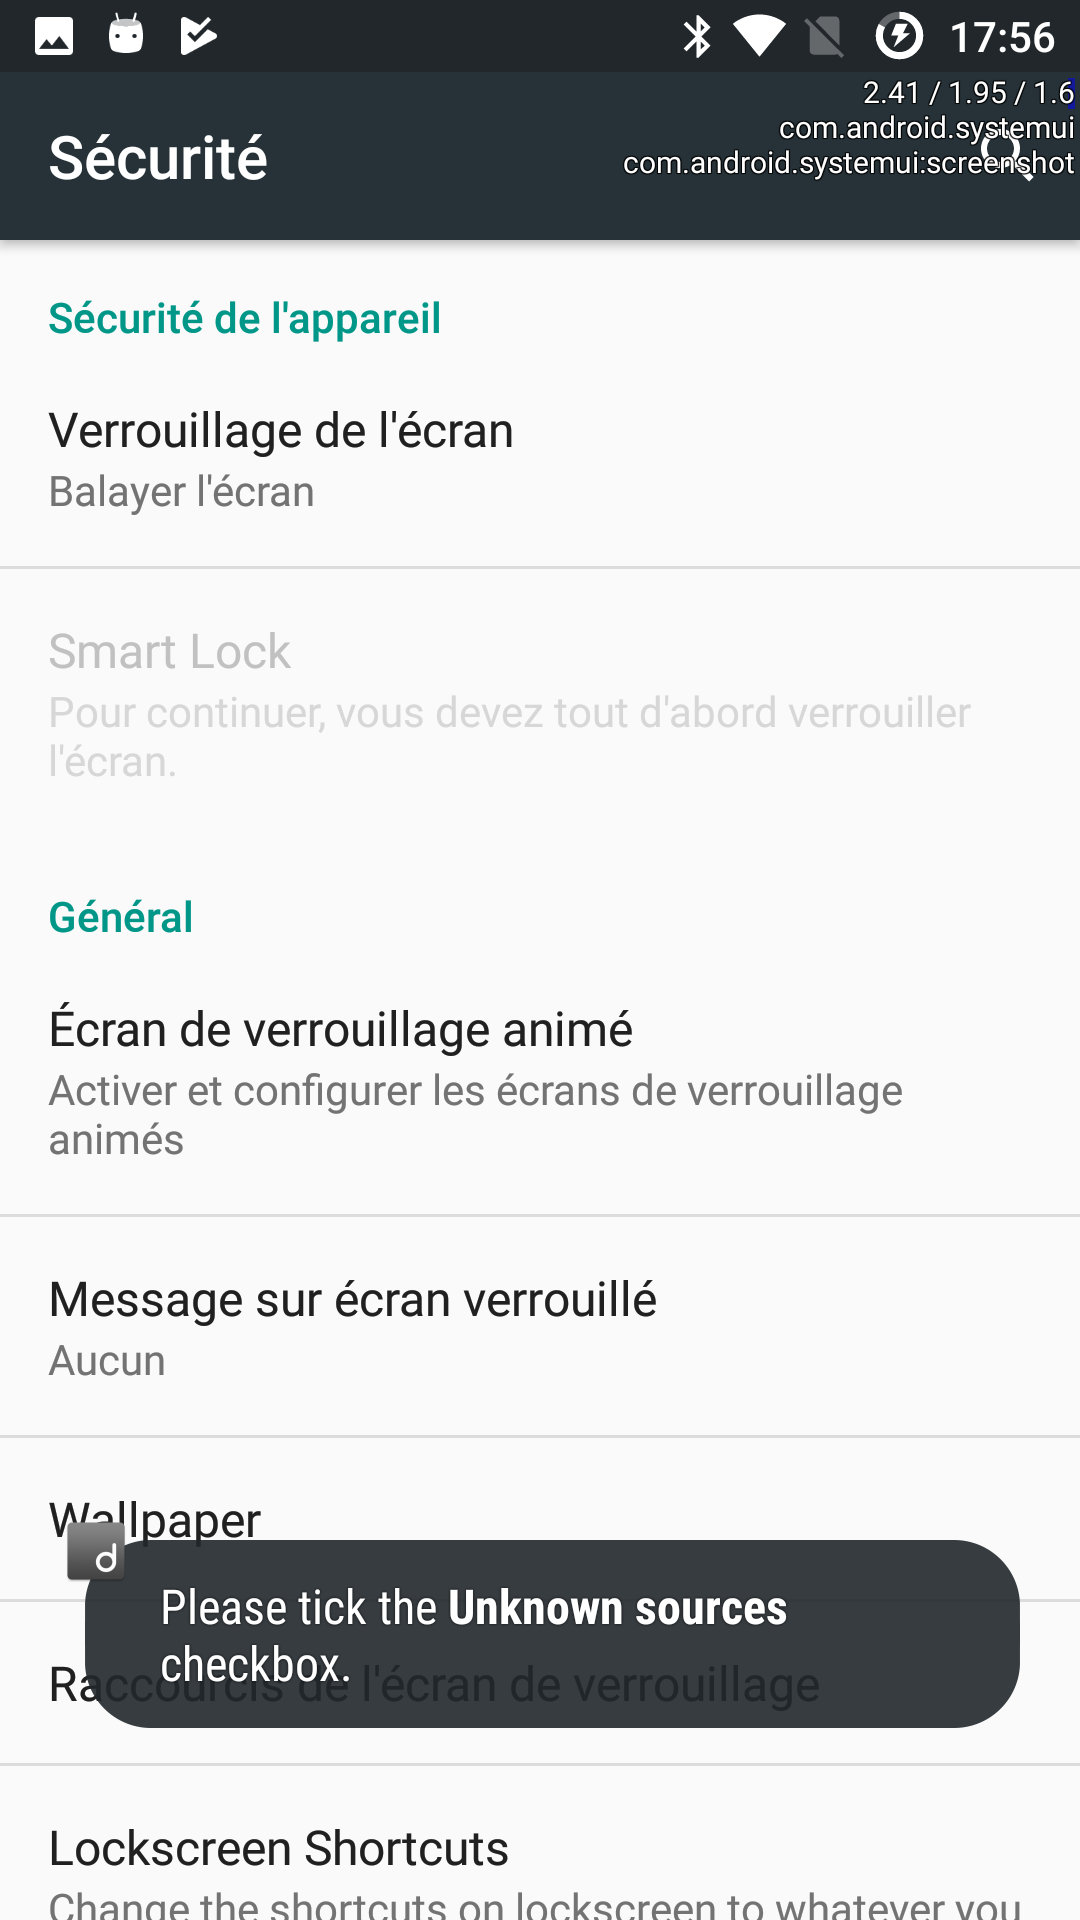 17:56
2.41 / 1.95 / 1.6
com.android.systemui
com.android.systemui:screenshot
Sécurité
Sécurité de l'appareil
Verrouillage de l'écran
Balayer l'écran
Smart Lock
Pour continuer, vous devez tout d'abord verrouiller
l'écran.
Général
Écran de verrouillage animé
Activer et configurer les écrans de verrouillage
animés
Message sur écran verrouillé
Aucun
Wallpaper
d
Please tick the Unknown sources
checkbox.
Raccourcis de l'écran de verrouillage
Lockscreen Shortcuts
Change the shortcuts on lockscreen to whatever you